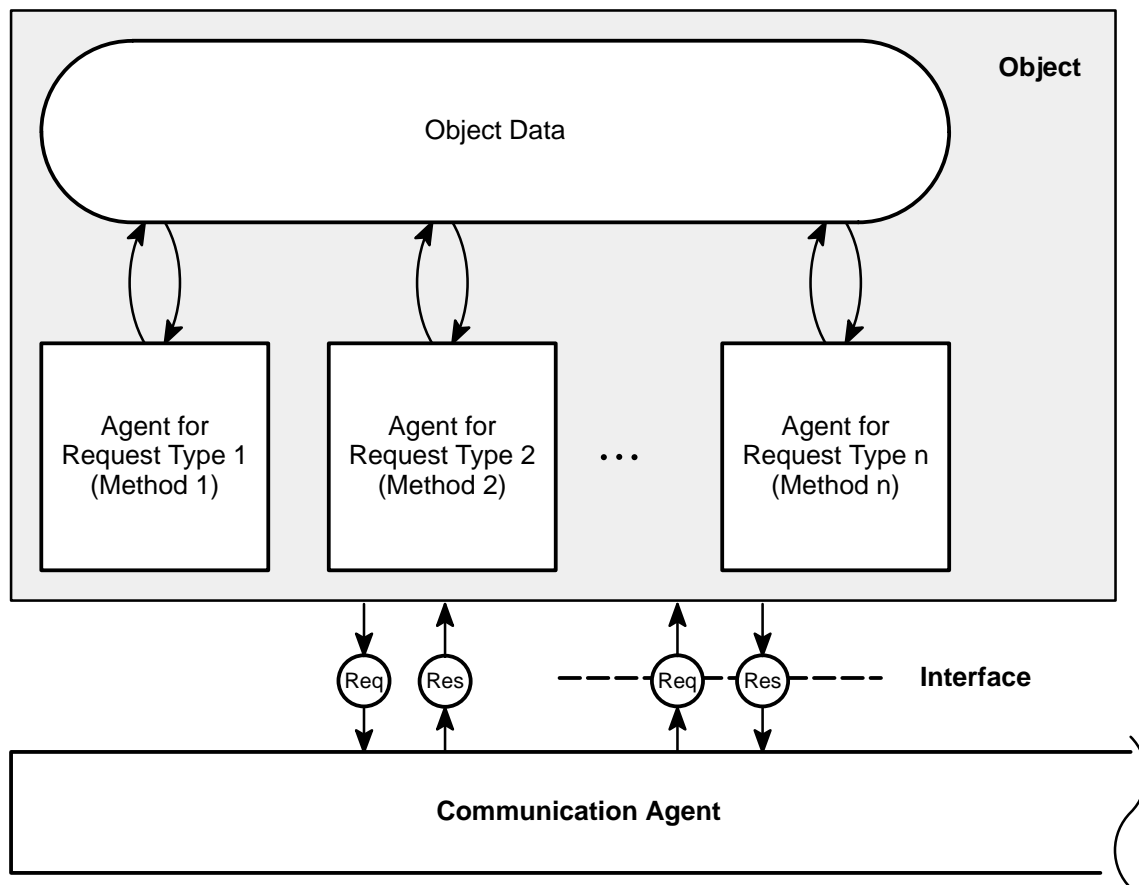 Object
Object Data
Agent for
Request Type 1
(Method 1)
Agent for
Request Type 2
(Method 2)
...
Agent for
Request Type n
(Method n)
Req
Res
Req
Res
Interface
Communication Agent